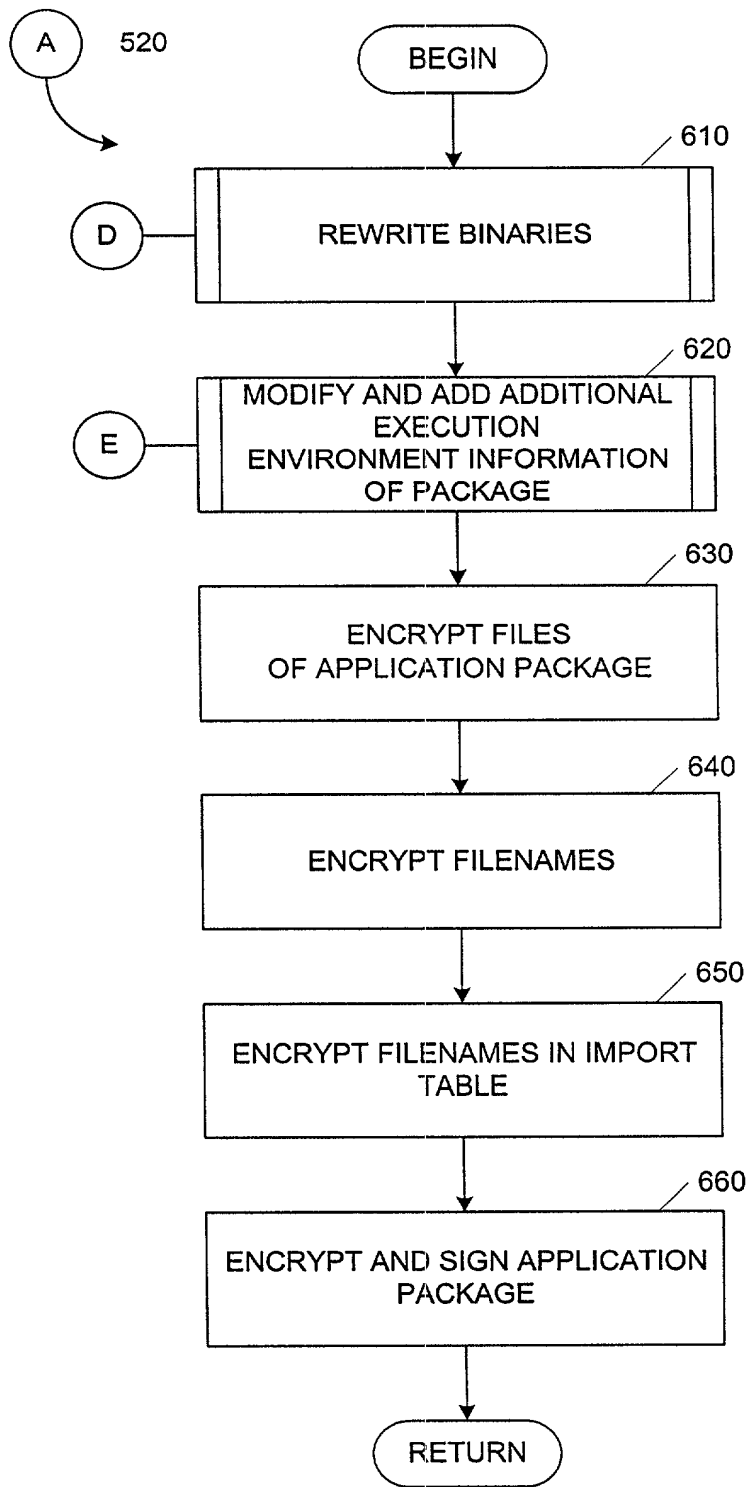 A
520
BEGIN
610
D
REWRITE BINARIES
620
E
MODIFY AND ADD ADDITIONAL
EXECUTION
ENVIRONMENT INFORMATION
OF PACKAGE
630
ENCRYPT FILES
OF APPLICATION PACKAGE
640
ENCRYPT FILENAMES
650
ENCRYPT FILENAMES IN IMPORT
TABLE
660
ENCRYPT AND SIGN APPLICATION
PACKAGE
RETURN